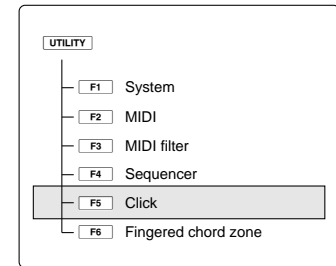 UTILITY
F1 System
F2 MIDI
F3 MIDI filter
F4 Sequencer
F5 Click
F6 Fingered chord zone